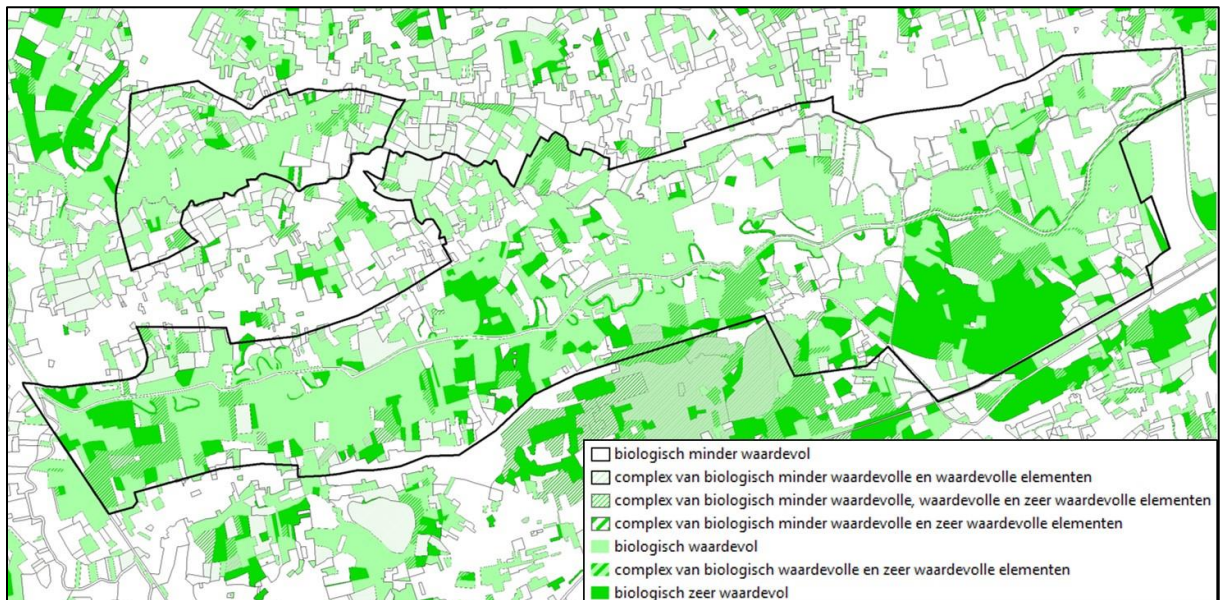 biologisch minder waardevol
complex van biologisch minder waardevolle en waardevolle elementen
complex van biologisch minder waardevolle, waardevolle en zeer waardevolle elementen
complex van biologisch minder waardevolle en zeer waardevolle elementen
biologisch waardevol
complex van biologisch waardevolle en zeer waardevolle elementen
biologisch zeer waardevol